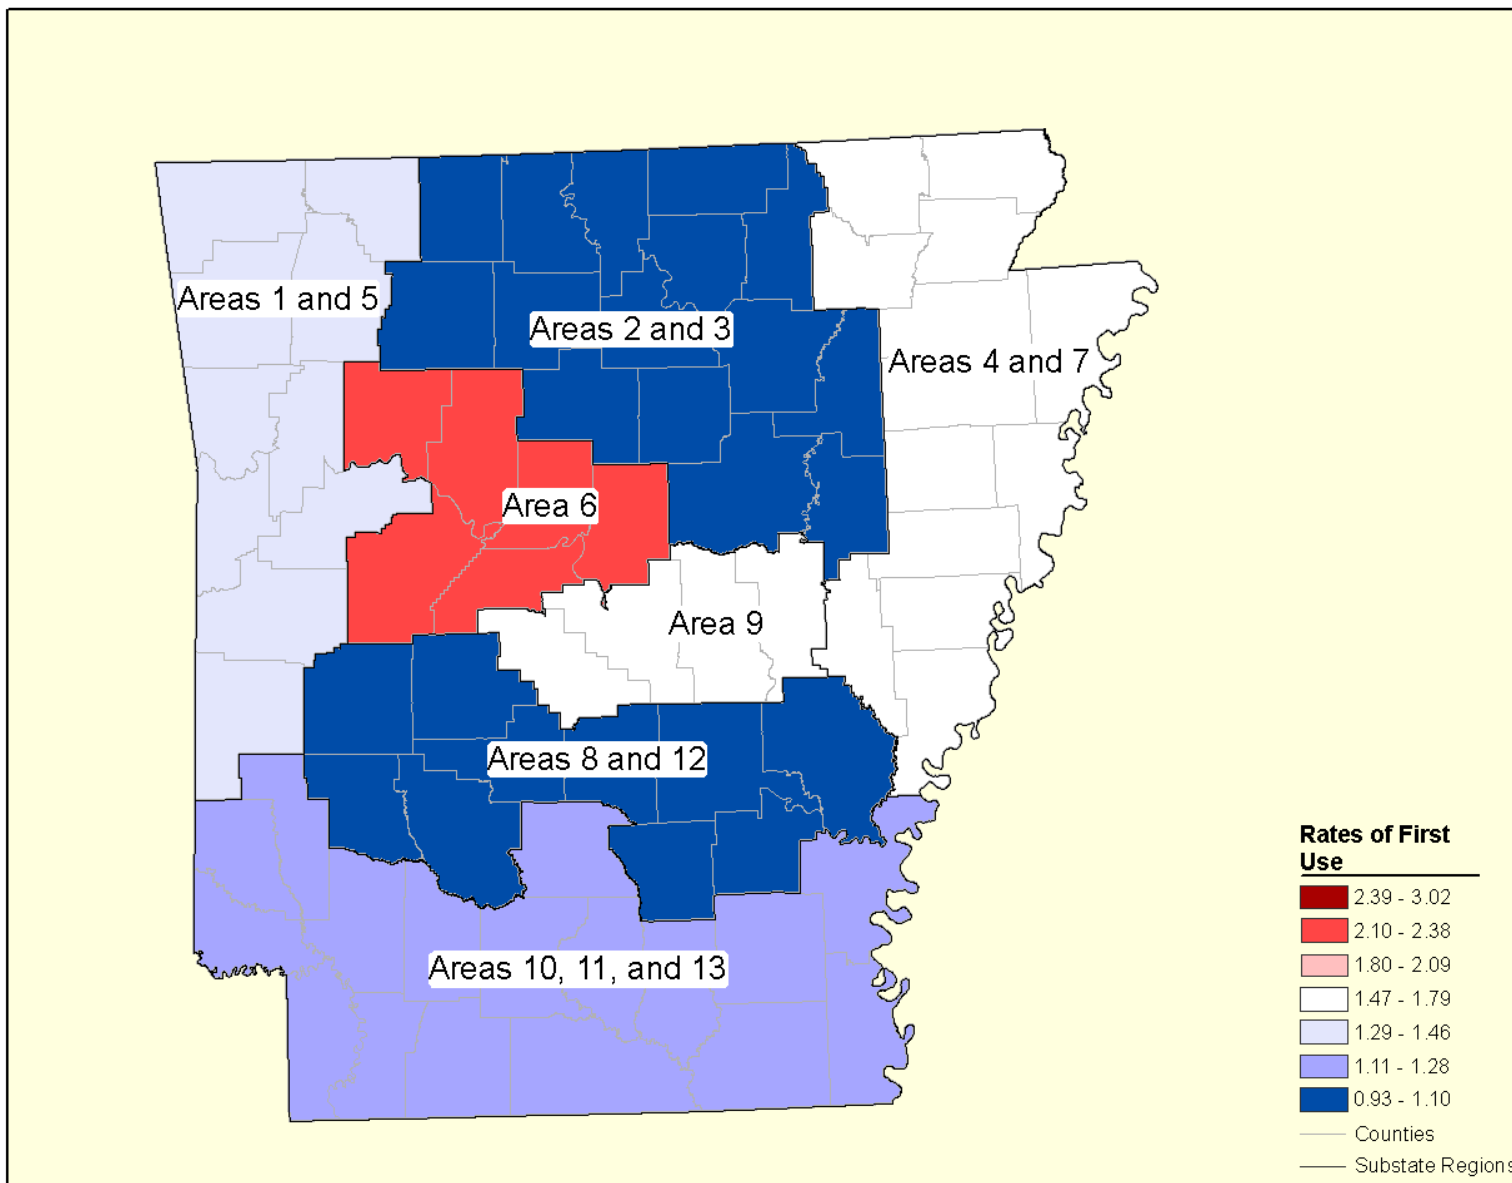 Areas 1 and 5
Areas 2 and 3
Areas 4 and 7
Area 6
Area 9
Areas 8 and 12
Areas 10, 11, and 13
Rates of First
Use
2.39 - 3.02
2.10 - 2.38
1.80 - 2.09
1.47 - 1.79
1.29 - 1.46
1.11 - 1.28
0.93 - 1.10
Counties
Substate Regions